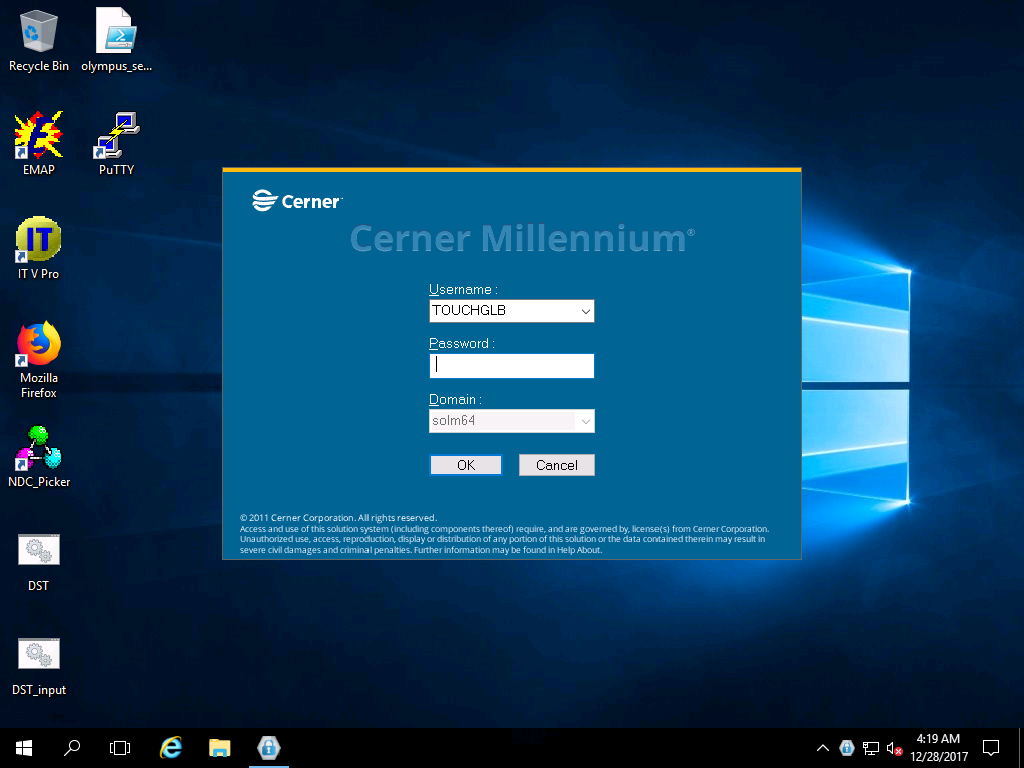 Recycle Bin
olympus_se...
EMAP
PuTTY
IT V Pro
Mozilla
Firefox
NDC_Picker
DST
DST_input
Cerner
Cerner Millennium®
Username :
TOUCHGLB
Password :
Domain :
solm64
OK
Cancel
© 2011 Cerner Corporation. All rights reserved.
Access and use of this solution system (including components thereof) require, and are governed by, license(s) from Cerner Corporation.
Unauthorized use, access, reproduction, display or distribution of any portion of this solution or the data contained therein may result in
severe civil damages and criminal penalties. Further information may be found in Help About.
4:19 AM
12/28/2017